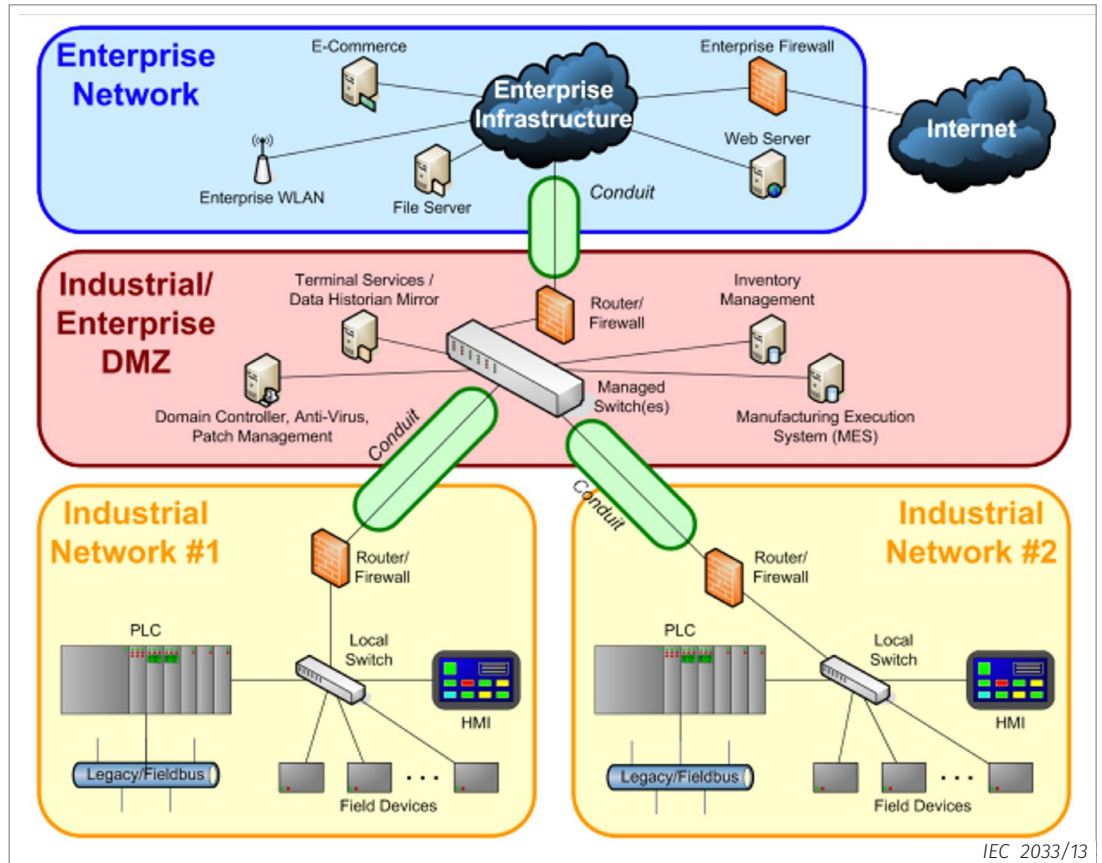 Enterprise
Network
E-Commerce
Enterprise Firewall
Enterprise
Infrastructure
Internet
Web Server
Enterprise WLAN
File Server
Conduit
Industrial/
Enterprise
DMZ
Terminal Services /
Data Historian Mirror
Router/
Firewall
Inventory
Management
Managed
Switch(es)
Domain Controller, Anti-Virus,
Patch Management
Manufacturing Execution
System (MES)
Conduit
Conduit
Industrial
Network #1
Router/
Firewall
PLC
Local
Switch
HMI
Legacy/Fieldbus
Field Devices
Industrial
Network #2
Router/
Firewall
PLC
Local
Switch
HMI
Legacy/Fieldbus
Field Devices
IEC 2033/13